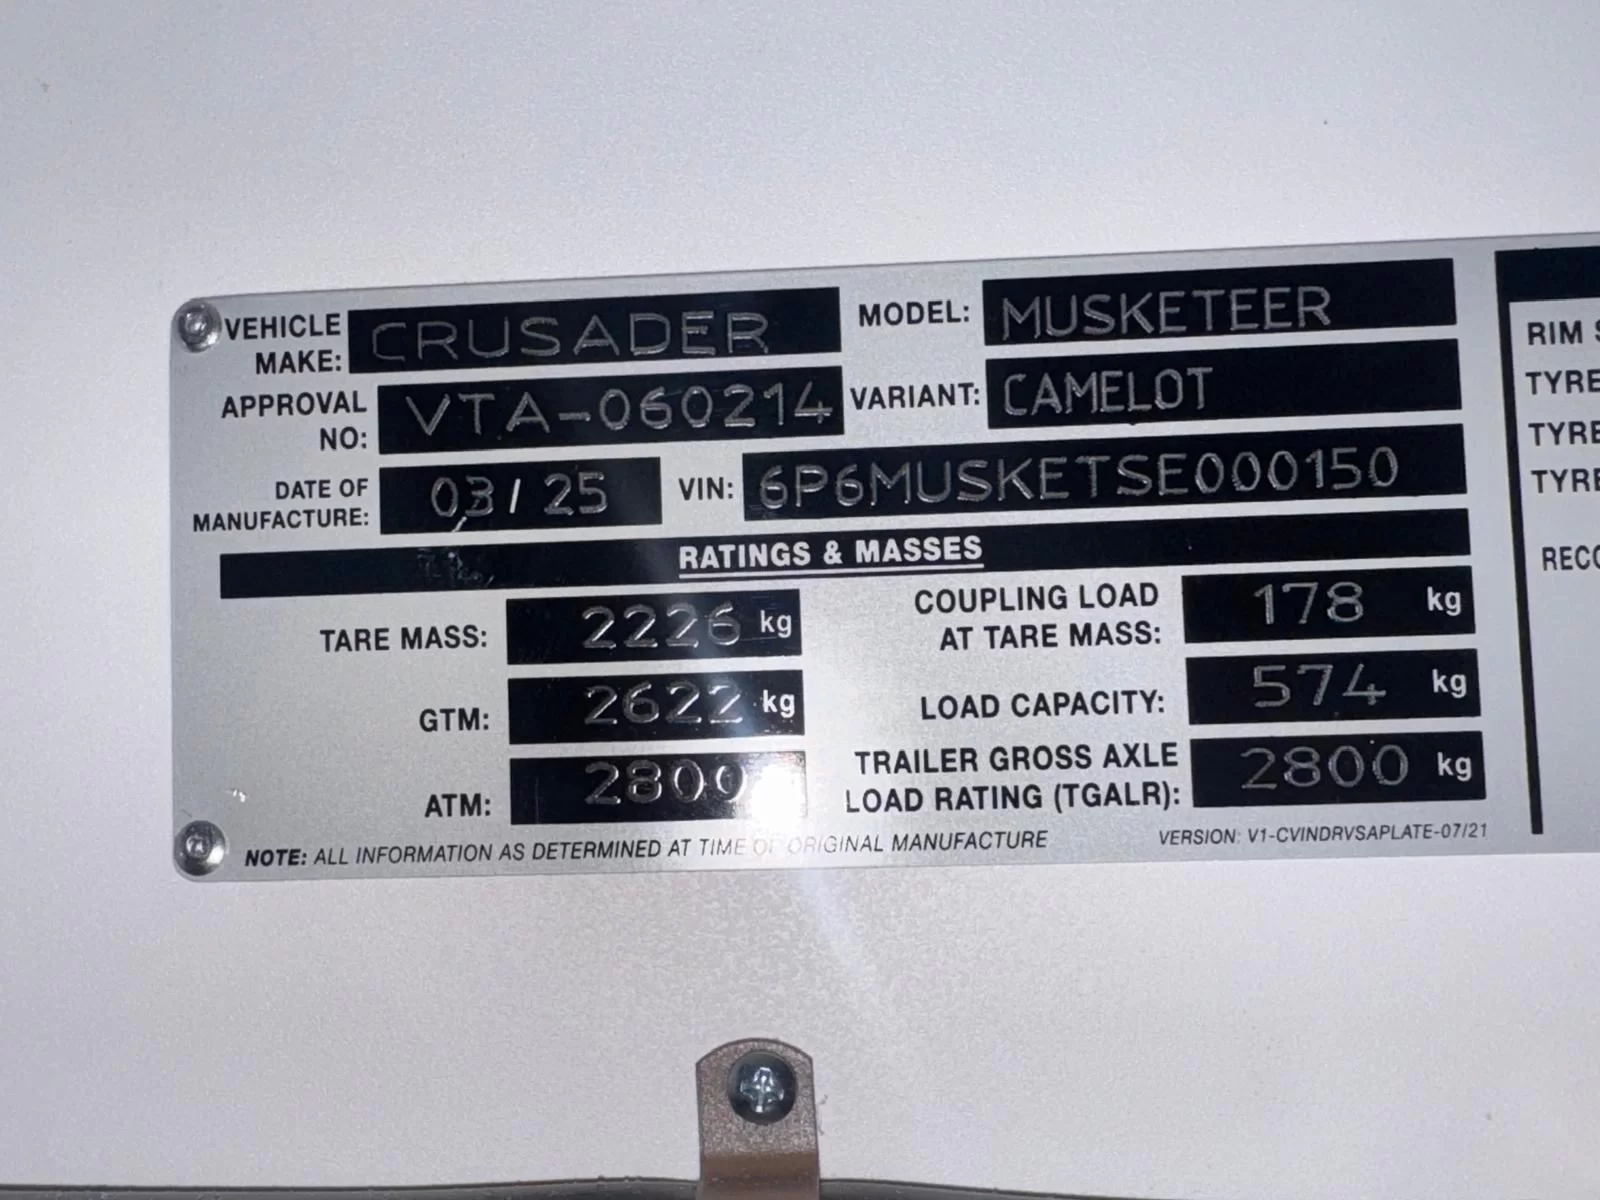 VEHICLE MAKE: CRUSADER
MODEL: MUSKETEER
APPROVAL NO: VTA-060214
VARIANT: CAMELOT
DATE OF MANUFACTURE: 03/25
VIN: 6P6MUSKETSE000150
RATINGS & MASSES
TARE MASS: 2226 kg
COUPLING LOAD AT TARE MASS: 178 kg
GTM: 2622 kg
LOAD CAPACITY: 574 kg
ATM: 2800
TRAILER GROSS AXLE LOAD RATING (TGALR): 2800 kg
NOTE: ALL INFORMATION AS DETERMINED AT TIME OF ORIGINAL MANUFACTURE
VERSION: V1-CVINDRVSAPLATE-07/21
RIM
TYRE
TYRE
TYRE